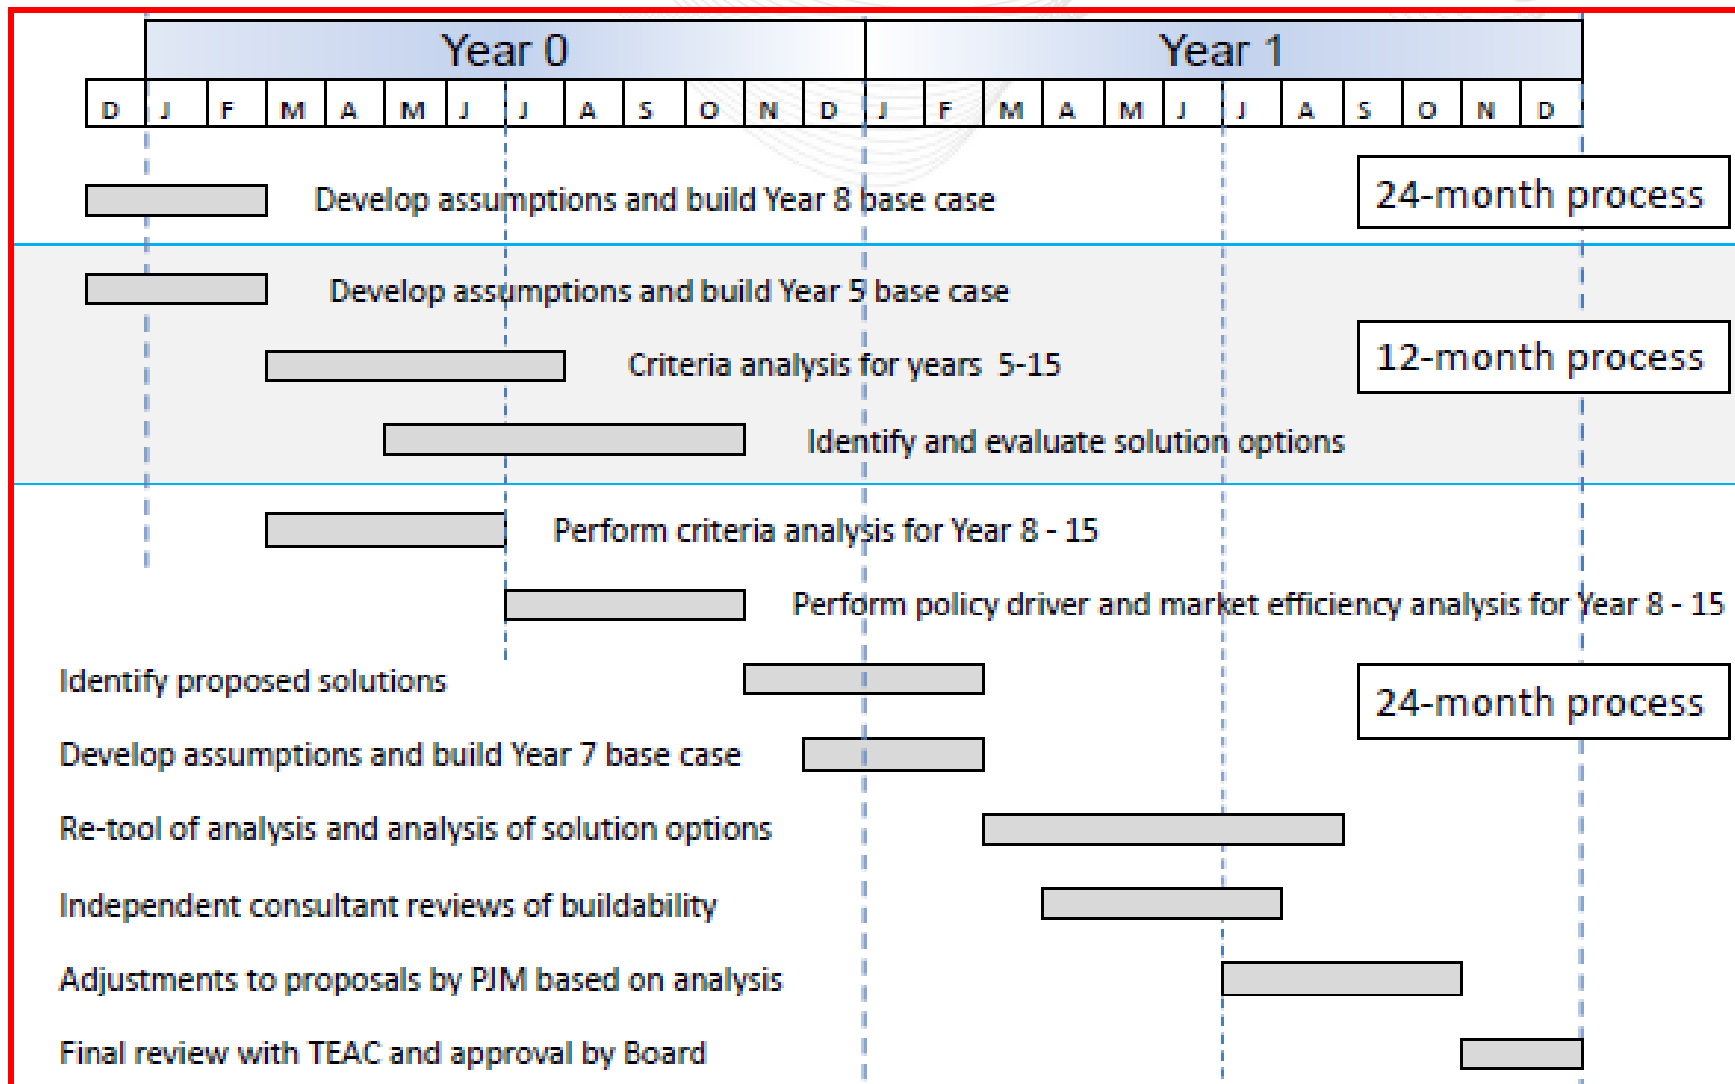 Year 0 Year 1
D J F M A M J J A S O N D J F M A M J J A S O N D
Develop assumptions and build Year 8 base case
24-month process
Develop assumptions and build Year 5 base case
12-month process
Criteria analysis for years 5-15
Identify and evaluate solution options
Perform criteria analysis for Year 8 - 15
Perform policy driver and market efficiency analysis for Year 8 - 15
Identify proposed solutions
24-month process
Develop assumptions and build Year 7 base case
Re-tool of analysis and analysis of solution options
Independent consultant reviews of buildability
Adjustments to proposals by PJM based on analysis
Final review with TEAC and approval by Board